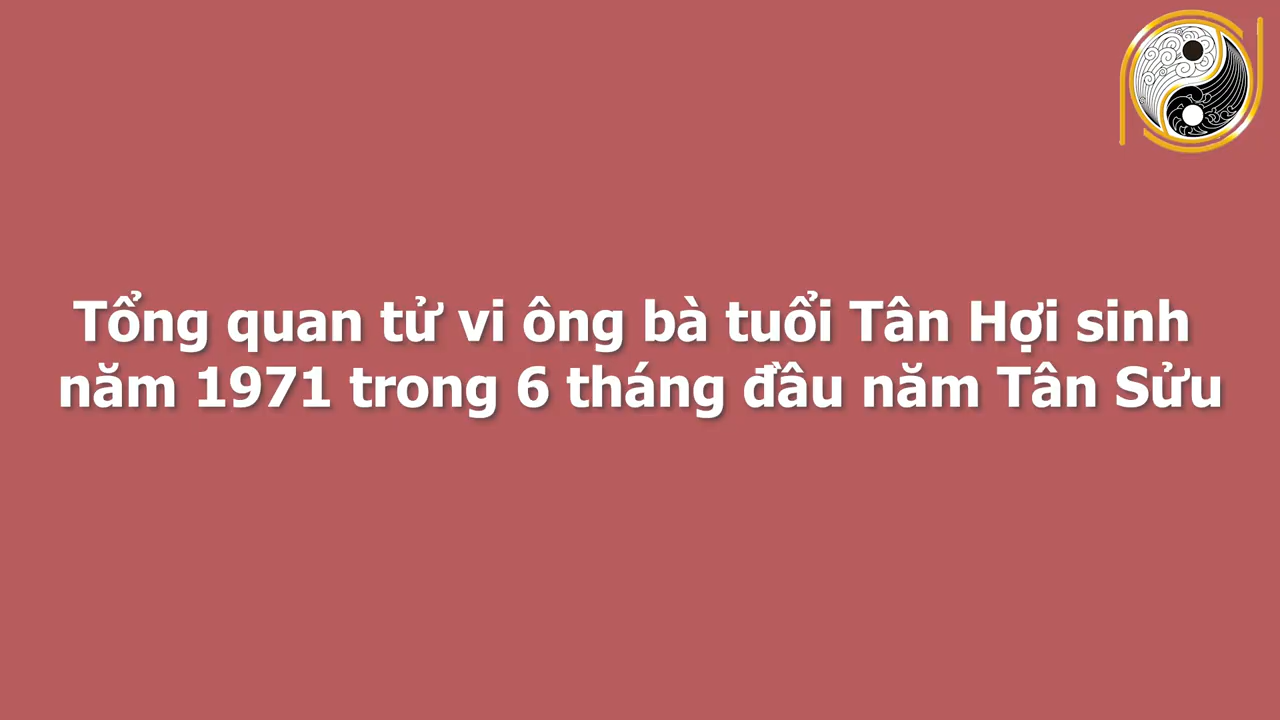 Tổng quan tử vi ông bà tuổi Tân Hợi sinh
năm 1971 trong 6 tháng đầu năm Tân Sửu